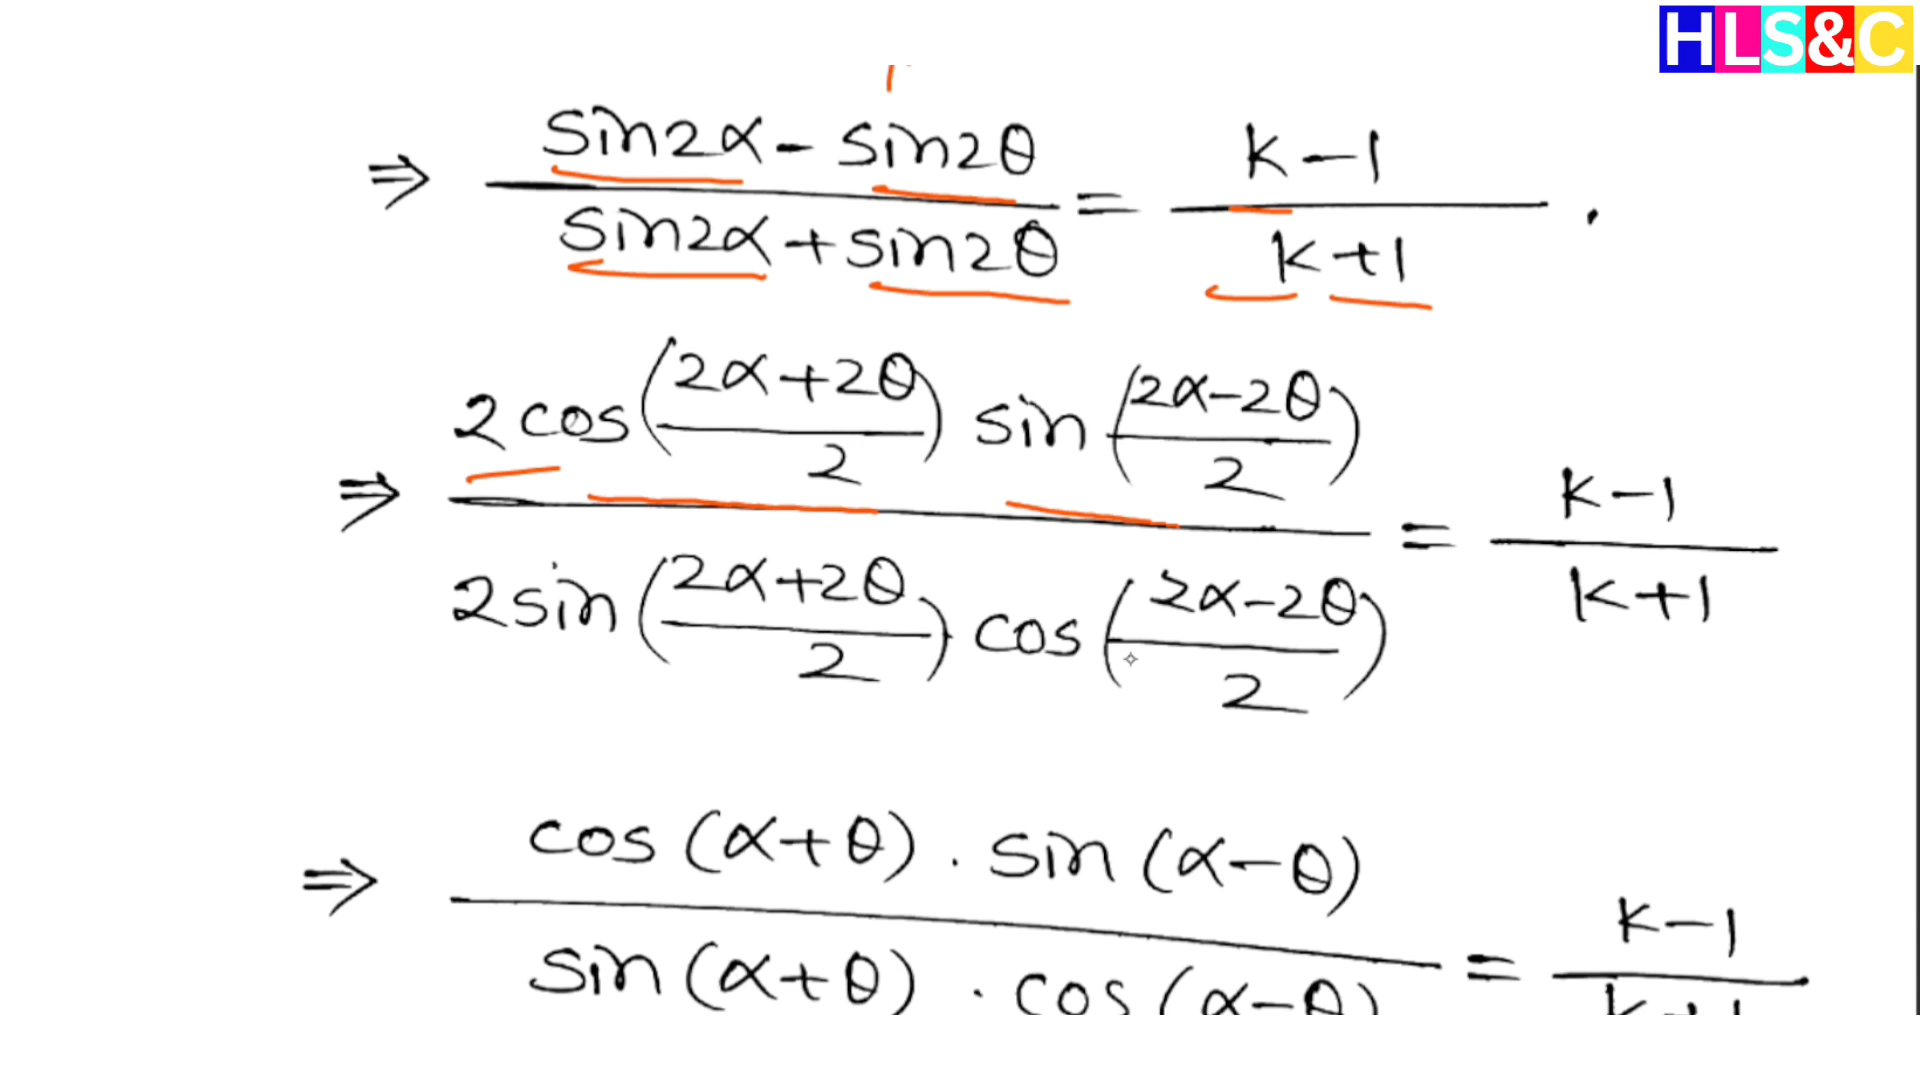 HLS&C
⇒ (sin2α - sin2θ)/(sin2α + sin2θ) = (k-1)/(k+1) .
⇒ (2cos((2α+2θ)/2) sin((2α-2θ)/2))/(2sin((2α+2θ)/2) cos((2α-2θ)/2)) = (k-1)/(k+1)
⇒ (cos(α+θ) . sin(α-θ))/(sin(α+θ) . cos(α-θ)) = (k-1)/(k+1)